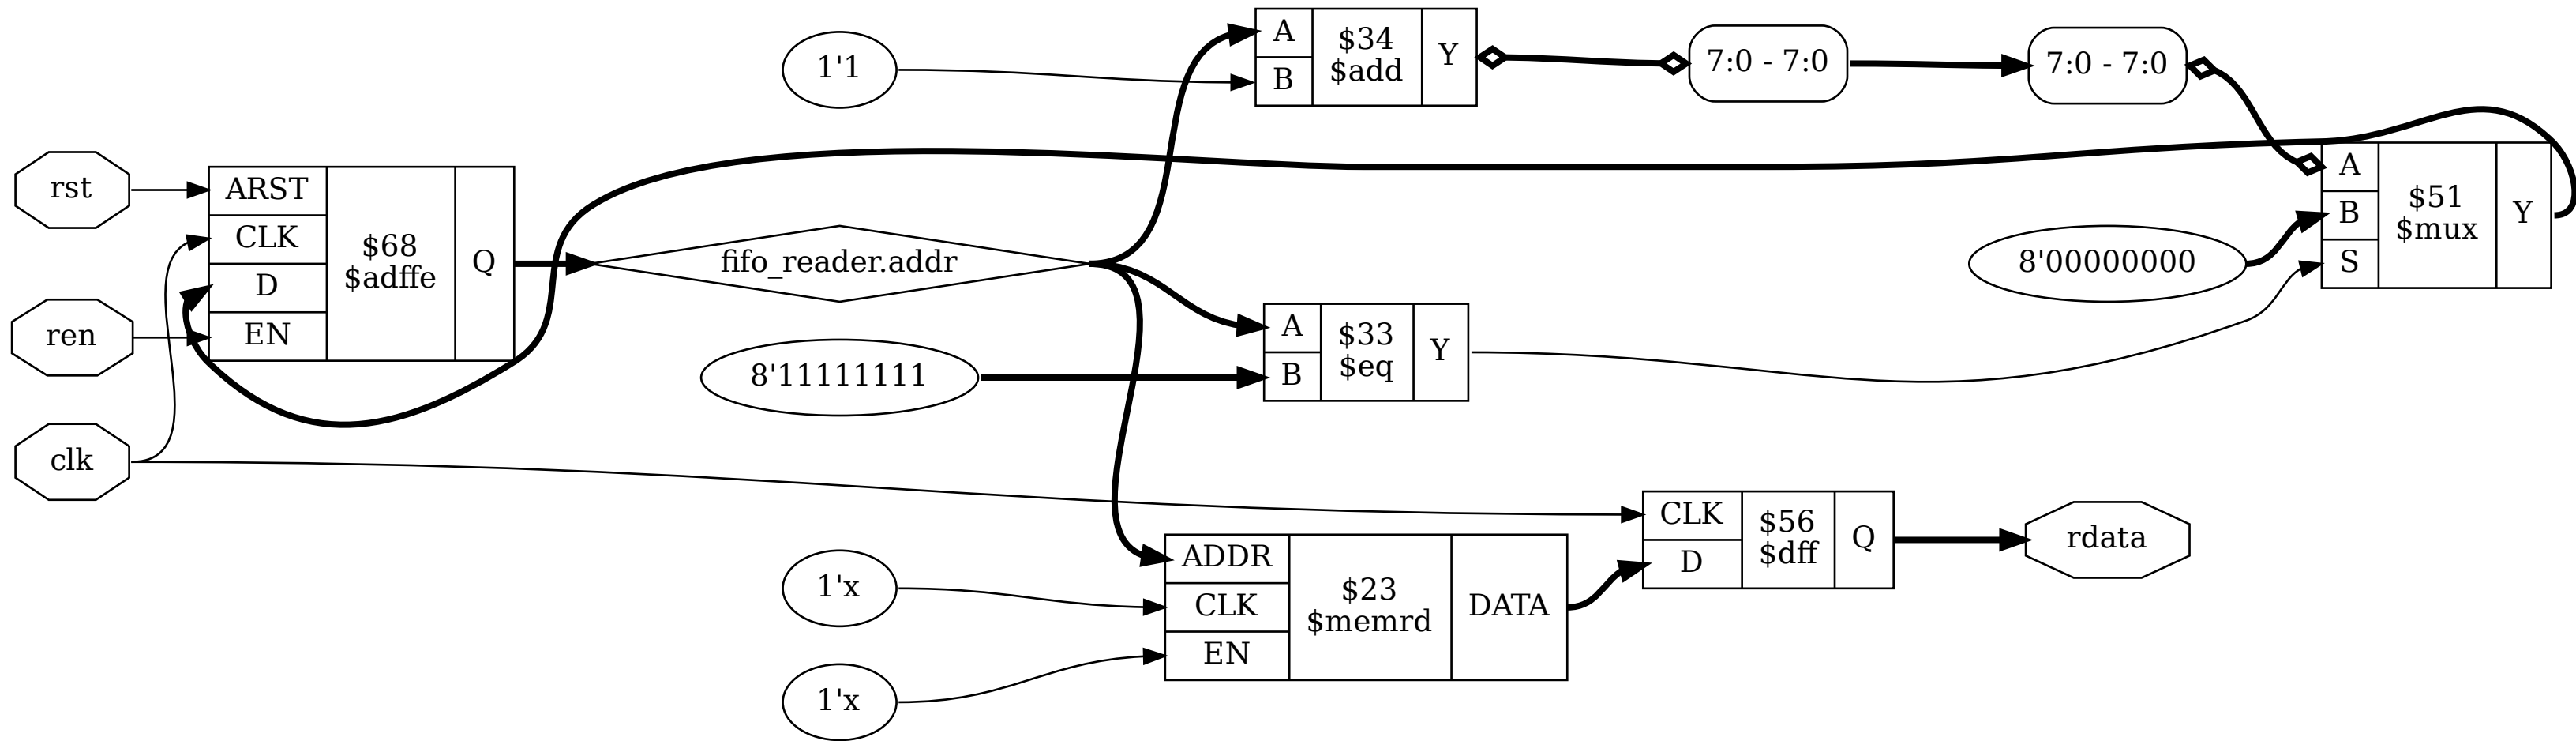 rst
ren
clk
ARST
CLK
D
EN
$68
$adffe
Q
1'1
fifo_reader.addr
8'11111111
1'x
1'x
A
B
$34
$add
Y
A
B
$33
$eq
Y
ADDR
CLK
EN
$23
$memrd
DATA
7:0 - 7:0
7:0 - 7:0
8'00000000
CLK
D
$56
$dff
Q
rdata
A
B
S
$51
$mux
Y